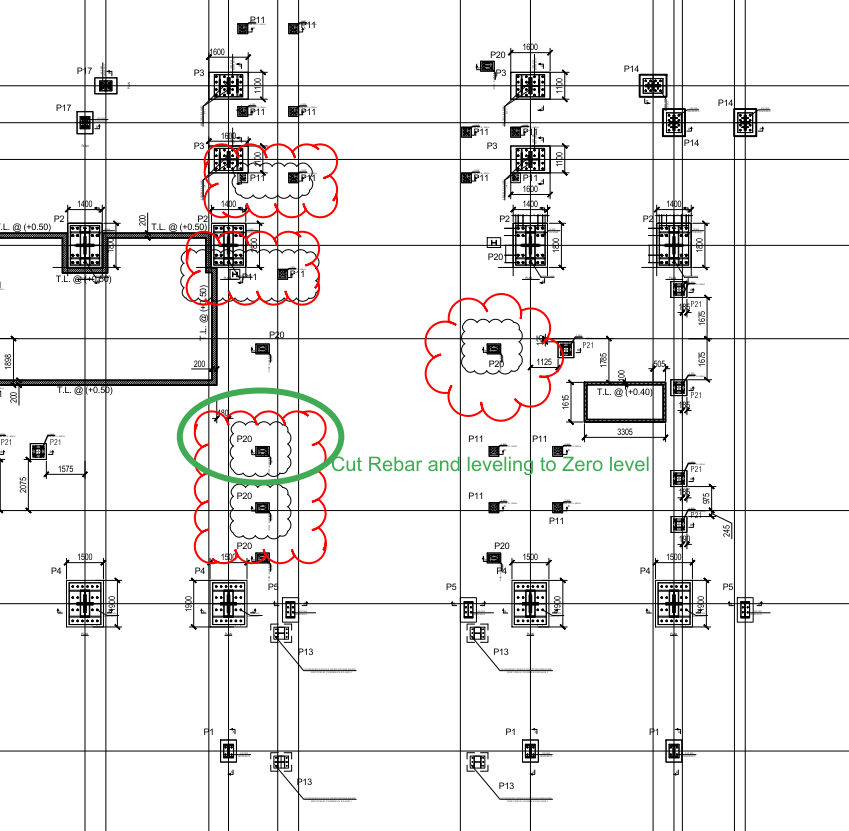 P11 P11
1600 1600
P20
P17 P3 P3 P14
1100 1100
P17 P14
P11 P11
P11 P11
1600
P14
P3 P3
1100
P11 P11 P11 P11
1600
1400 1400 1400 1400
200
P2 P2 P2 P2
T.L. @ (+0.50)
1800 1800
P20
T.L. @ (+0.50)
P11
T.L. @ (+0.50)
1675
P20
P21
1898
P20
1125
1785
1675
505
200
100
T.L. @ (+0.50)
T.L. @ (+0.40)
200
1615
480
3305
P21 P21
P20
P11 P11
Cut Rebar and leveling to Zero level
P21
1575
2075
P20
P11
P11
975
P21
245
P20
P20
1500 1500 1500 1500
P4 P4 P4 P4
P5 P5 P5
1900 1900 1900 1900
P13 P13
P1 P1 P1
P13 P13